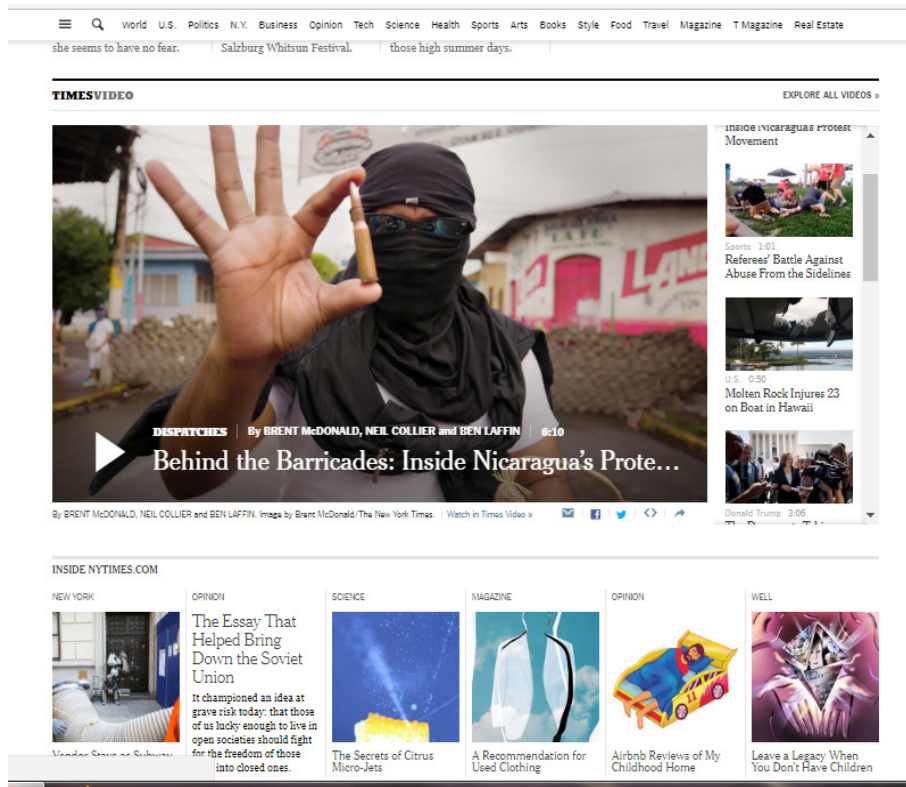 World U.S. Politics N.Y. Business Opinion Tech Science Health Sports Arts Books Style Food Travel Magazine T Magazine Real Estate
she seems to have no fear.
Salzburg Whitsun Festival.
those high summer days.
TIMESVIDEO
EXPLORE ALL VIDEOS »
DISPATCHES | By BRENT McDONALD, NEIL COLLIER and BEN LAFFIN | 6:10
Behind the Barricades: Inside Nicaragua's Prote...
By BRENT McDONALD, NEIL COLLIER and BEN LAFFIN. Image by Brent McDonald/The New York Times. | Watch in Times Video »
Inside Nicaragua's Protest
Movement
Sports 1:01
Referees' Battle Against
Abuse From the Sidelines
U.S. 0:50
Molten Rock Injures 23
on Boat in Hawaii
Donald Trump 3:06
INSIDE NYTIMES.COM
NEW YORK
Vendor Stays as Subway
OPINION
The Essay That
Helped Bring
Down the Soviet
Union
It championed an idea at
grave risk today: that those
of us lucky enough to live in
open societies should fight
for the freedom of those
into closed ones.
SCIENCE
The Secrets of Citrus
Micro-Jets
MAGAZINE
A Recommendation for
Used Clothing
OPINION
11
Airbnb Reviews of My
Childhood Home
WELL
Leave a Legacy When
You Don't Have Children